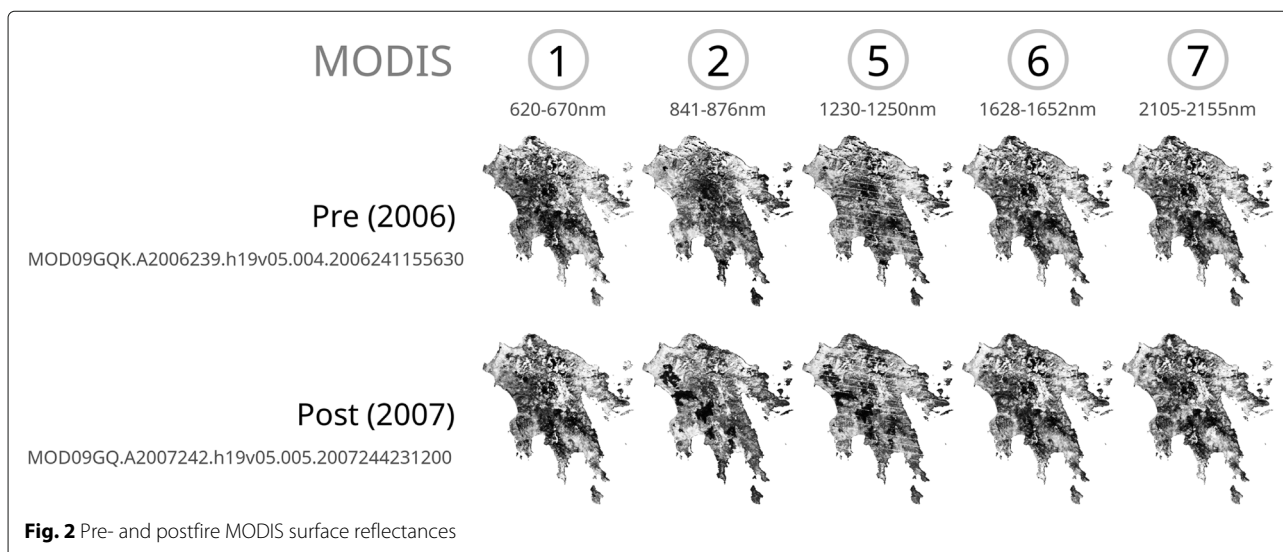 MODIS 1 2 5 6 7
620-670nm 841-876nm 1230-1250nm 1628-1652nm 2105-2155nm
Pre (2006)
MOD09GQK.A2006239.h19v05.004.2006241155630
Post (2007)
MOD09GQ.A2007242.h19v05.005.2007244231200
Fig. 2 Pre- and postfire MODIS surface reflectances